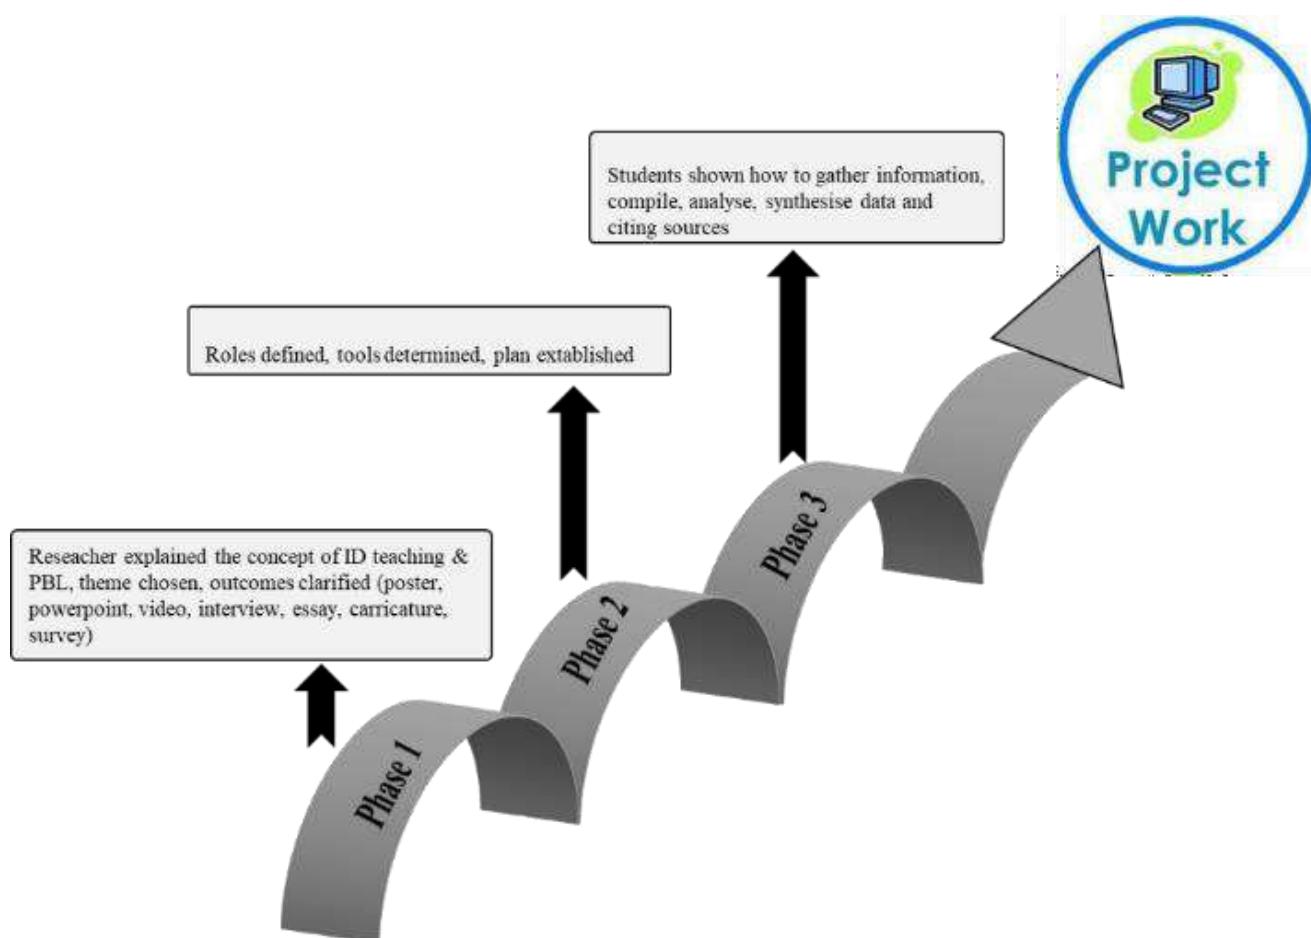 Project
Work
Students shown how to gather information,
compile, analyse, synthesise data and
citing sources
Roles defined, tools determined, plan extablished
Phase 3
Reseacher explained the concept of ID teaching &
PBL, theme chosen, outcomes clarified (poster,
powerpoint, video, interview, essay, carricature,
survey)
Phase 2
Phase 1